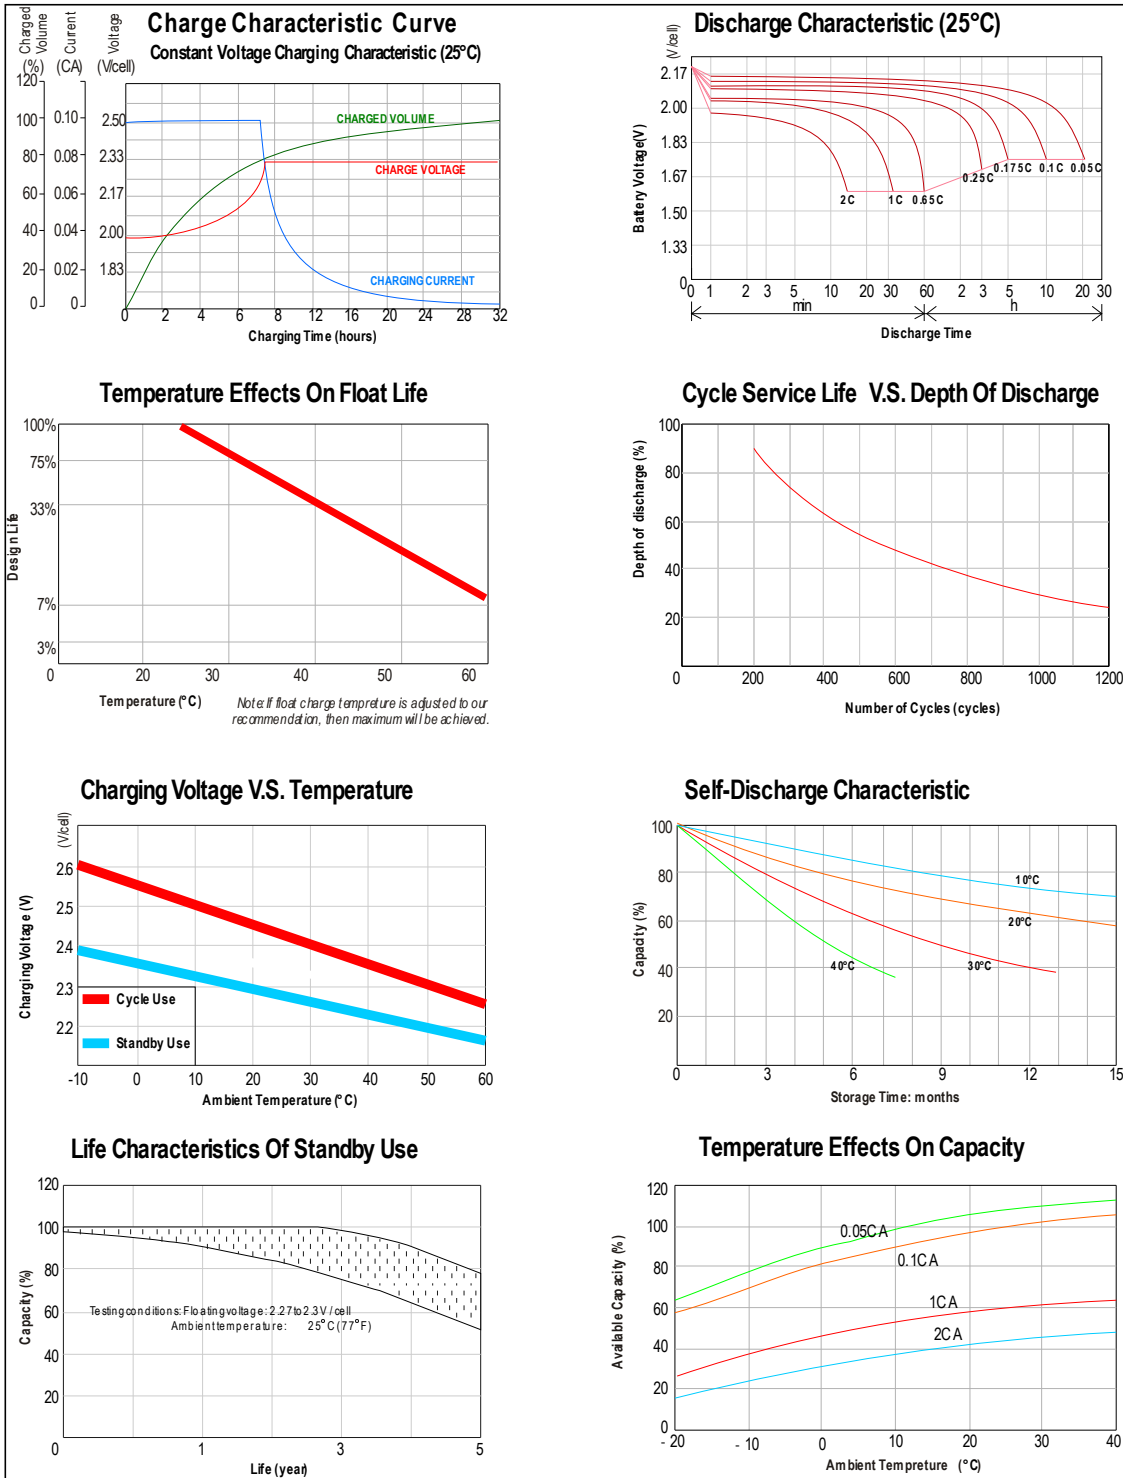 Charge Characteristic Curve
Constant Voltage Charging Characteristic (25°C)
Charged Volume (%)
Current (CA)
Voltage (V/cell)
120
100 0.10 2.50
80 0.08 2.33
60 0.06 2.17
40 0.04 2.00
20 0.02 1.83
0 0
CHARGED VOLUME
CHARGE VOLTAGE
CHARGING CURRENT
0 2 4 6 8 12 16 20 24 28 32
Charging Time (hours)
Discharge Characteristic (25°C)
(V/cell)
Battery Voltage(V)
2.17
2.00
1.83
1.67
1.50
1.33
0
2C 1C 0.65C 0.25C 0.175C 0.1C 0.05C
0 1 2 3 5 10 20 30 60 2 3 5 10 20 30
min h
Discharge Time
Temperature Effects On Float Life
Design Life
100%
75%
33%
7%
3%
0 20 30 40 50 60
Temperature (°C)
Note: If float charge tempreture is adjusted to our
recommendation, then maximum will be achieved.
Cycle Service Life V.S. Depth Of Discharge
Depth of discharge (%)
100
80
60
40
20
0 200 400 600 800 1000 1200
Number of Cycles (cycles)
Charging Voltage V.S. Temperature
(V/cell)
Charging Voltage (V)
2.6
2.5
2.4
2.3
2.2
Cycle Use
Standby Use
-10 0 10 20 30 40 50 60
Ambient Temperature (°C)
Self-Discharge Characteristic
Capacity (%)
100
80
60
40
20
10°C
20°C
30°C
40°C
0 3 6 9 12 15
Storage Time: months
Life Characteristics Of Standby Use
Capacity (%)
120
100
80
60
40
20
Testing conditions: Floating voltage: 2.27 to 2.3 V / cell
Ambient temperature: 25°C (77°F)
0 1 3 5
Life (year)
Temperature Effects On Capacity
Available Capacity (%)
120
100
80
60
40
20
0
0.05CA
0.1CA
1CA
2CA
- 20 - 10 0 10 20 30 40
Ambient Tempreture (°C)